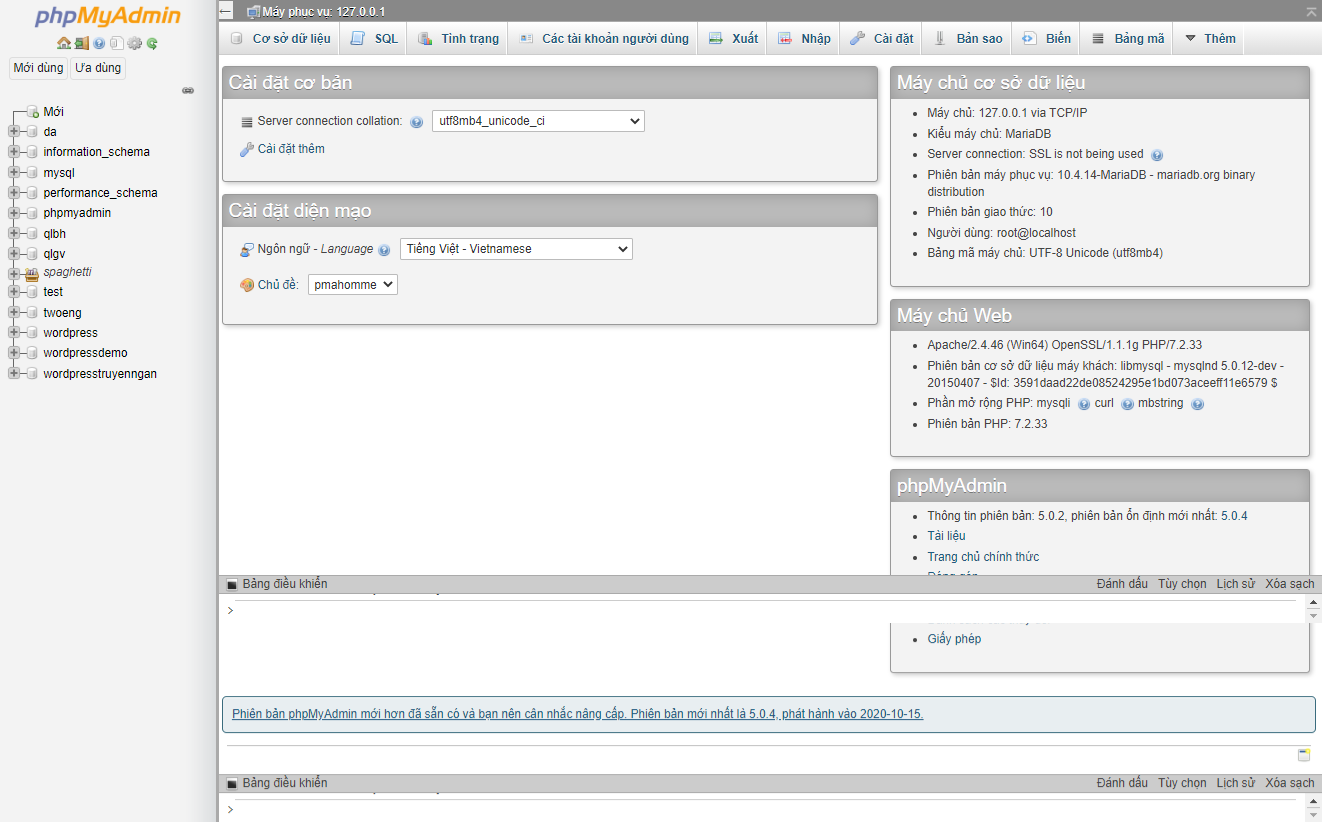 phpMyAdmin
Mới dùng Ưa dùng
Mới
da
information_schema
mysql
performance_schema
phpmyadmin
qlbh
qlgv
spaghetti
test
twoeng
wordpress
wordpressdemo
wordpresstruyenngan
Máy phục vụ: 127.0.0.1
Cơ sở dữ liệu SQL Tình trạng Các tài khoản người dùng Xuất Nhập Cài đặt Bản sao Biến Bảng mã Thêm
Cài đặt cơ bản
Server connection collation: utf8mb4_unicode_ci
Cài đặt thêm
Cài đặt diện mạo
Ngôn ngữ - Language Tiếng Việt - Vietnamese
Chủ đề: pmahomme
Máy chủ cơ sở dữ liệu
Máy chủ: 127.0.0.1 via TCP/IP
Kiểu máy chủ: MariaDB
Server connection: SSL is not being used
Phiên bản máy phục vụ: 10.4.14-MariaDB - mariadb.org binary
distribution
Phiên bản giao thức: 10
Người dùng: root@localhost
Bảng mã máy chủ: UTF-8 Unicode (utf8mb4)
Máy chủ Web
Apache/2.4.46 (Win64) OpenSSL/1.1.1g PHP/7.2.33
Phiên bản cơ sở dữ liệu máy khách: libmysql - mysqlnd 5.0.12-dev -
20150407 - $Id: 3591daad22de08524295e1bd073aceeff11e6579 $
Phần mở rộng PHP: mysqli curl mbstring
Phiên bản PHP: 7.2.33
phpMyAdmin
Thông tin phiên bản: 5.0.2, phiên bản ổn định mới nhất: 5.0.4
Tài liệu
Trang chủ chính thức
Bảng điều khiển Đánh dấu Tùy chọn Lịch sử Xóa sạch
>
Giấy phép
Phiên bản phpMyAdmin mới hơn đã sẵn có và bạn nên cân nhắc nâng cấp. Phiên bản mới nhất là 5.0.4, phát hành vào 2020-10-15.
Bảng điều khiển Đánh dấu Tùy chọn Lịch sử Xóa sạch
>